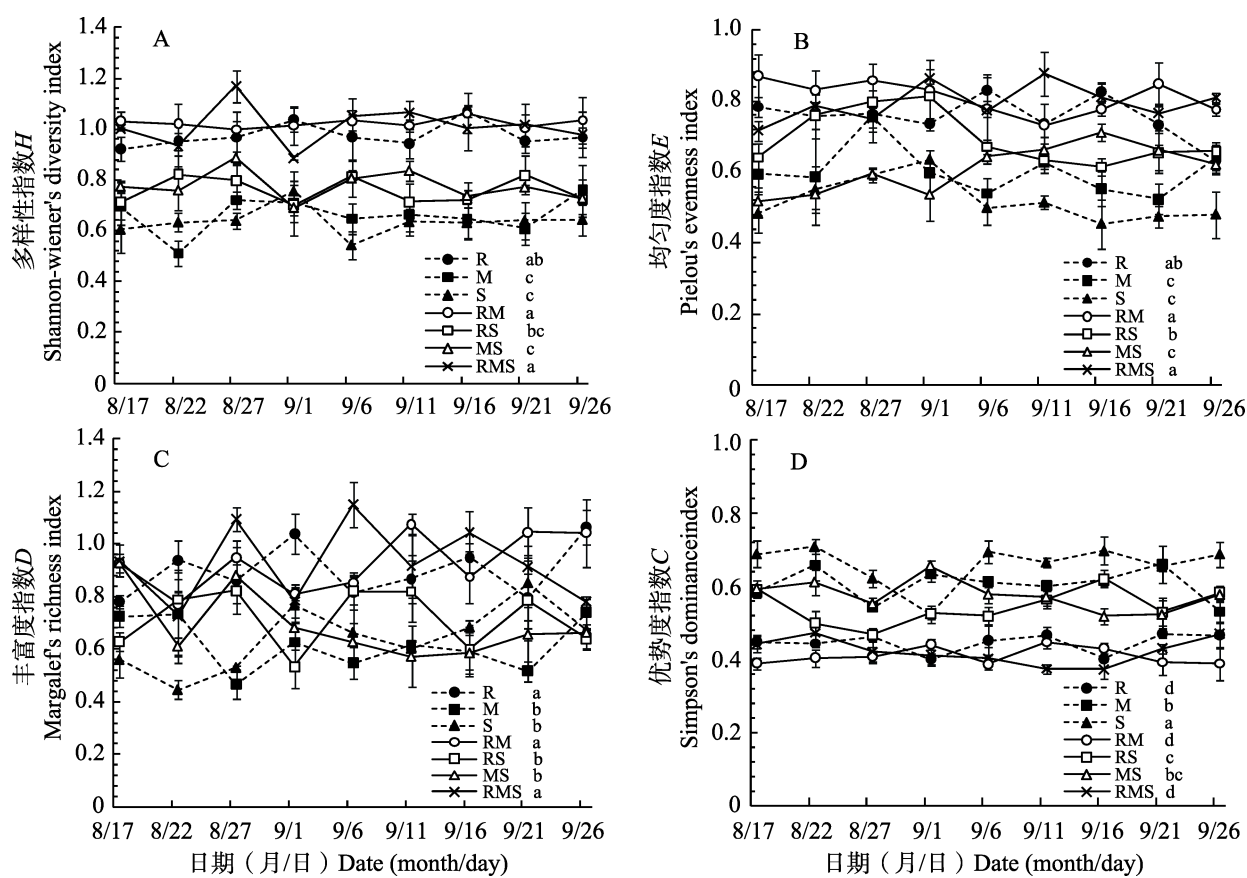 A
多样性指数H
Shannon-wiener's diversity index
1.4
1.2
1.0
0.8
0.6
0.4
0.2
0
R ab
M c
S c
RM a
RS bc
MS c
RMS a
8/17 8/22 8/27 9/1 9/6 9/11 9/16 9/21 9/26
B
均匀度指数E
Pielou's evenness index
1.0
0.8
0.6
0.4
0.2
0
R ab
M c
S c
RM a
RS b
MS c
RMS a
8/17 8/22 8/27 9/1 9/6 9/11 9/16 9/21 9/26
C
丰富度指数D
Margalef's richness index
1.4
1.2
1.0
0.8
0.6
0.4
0.2
0
R a
M b
S b
RM a
RS b
MS b
RMS a
8/17 8/22 8/27 9/1 9/6 9/11 9/16 9/21 9/26
日期（月/日）Date (month/day)
D
优势度指数C
Simpson's dominanceindex
1.0
0.8
0.6
0.4
0.2
0
R d
M b
S a
RM d
RS c
MS bc
RMS d
8/17 8/22 8/27 9/1 9/6 9/11 9/16 9/21 9/26
日期（月/日）Date (month/day)